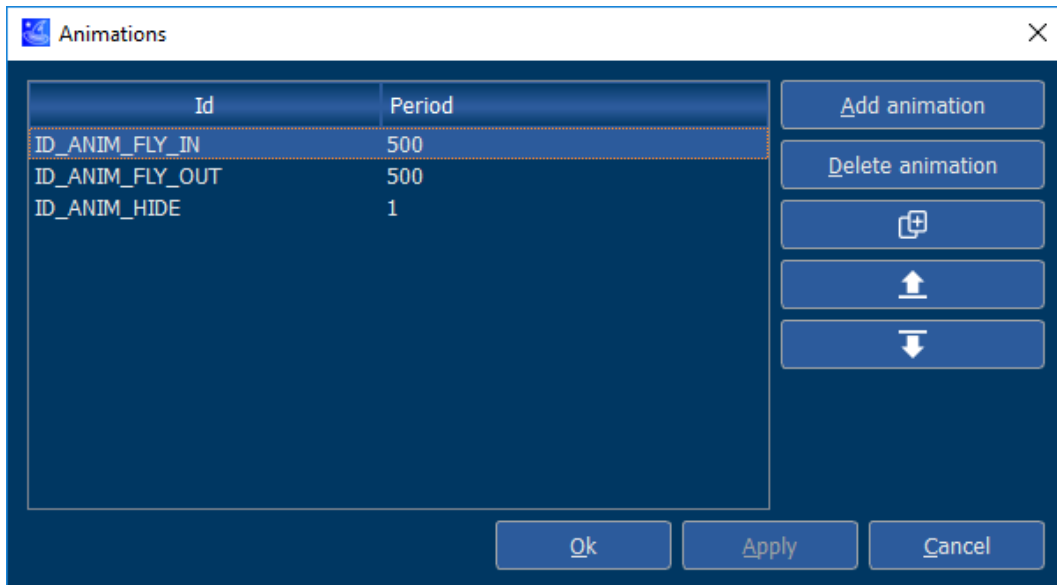 Animations
Id Period
ID_ANIM_FLY_IN 500
ID_ANIM_FLY_OUT 500
ID_ANIM_HIDE 1
Add animation
Delete animation
Ok Apply Cancel